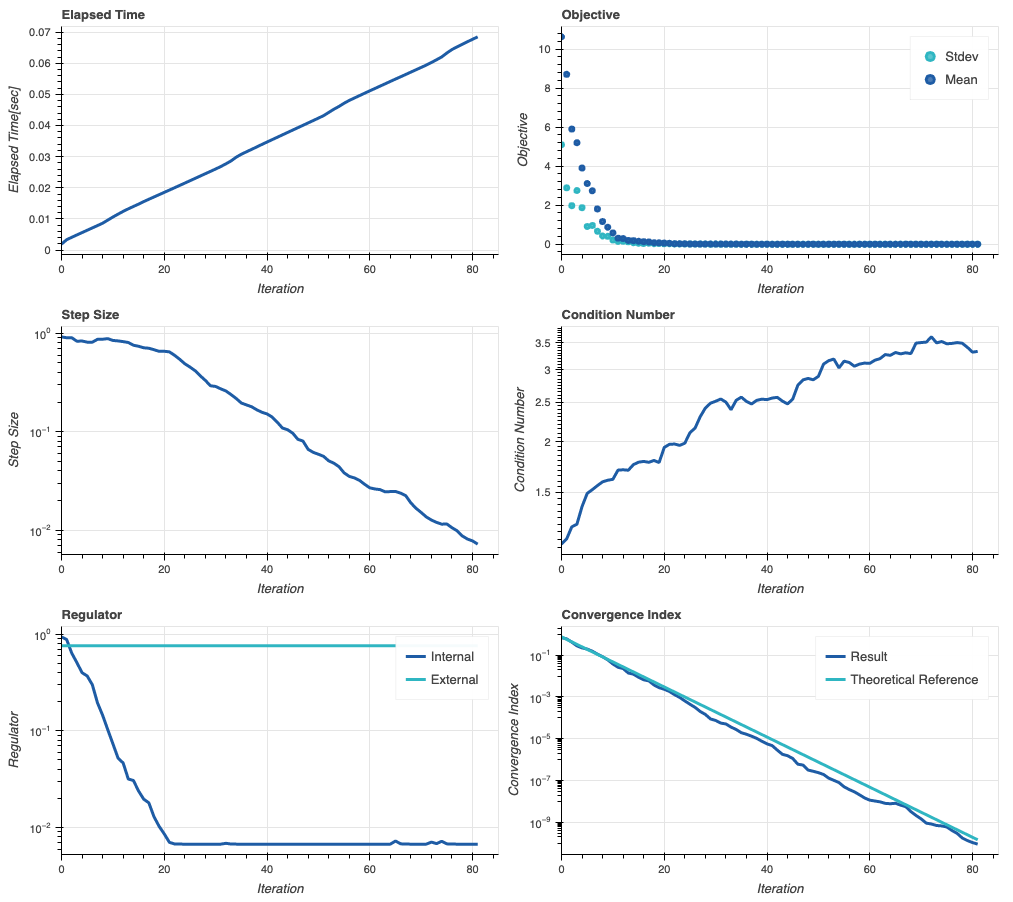 Elapsed Time
Elapsed Time[sec]
0.07
0.06
0.05
0.04
0.03
0.02
0.01
0
0 20 40 60 80
Iteration
Objective
Objective
10
8
6
4
2
0
Stdev
Mean
0 20 40 60 80
Iteration
Step Size
Step Size
10⁰
10⁻¹
10⁻²
0 20 40 60 80
Iteration
Condition Number
Condition Number
3.5
3
2.5
2
1.5
0 20 40 60 80
Iteration
Regulator
Regulator
10⁰
10⁻¹
10⁻²
Internal
External
0 20 40 60 80
Iteration
Convergence Index
Convergence Index
10⁻¹
10⁻³
10⁻⁵
10⁻⁷
10⁻⁹
Result
Theoretical Reference
0 20 40 60 80
Iteration